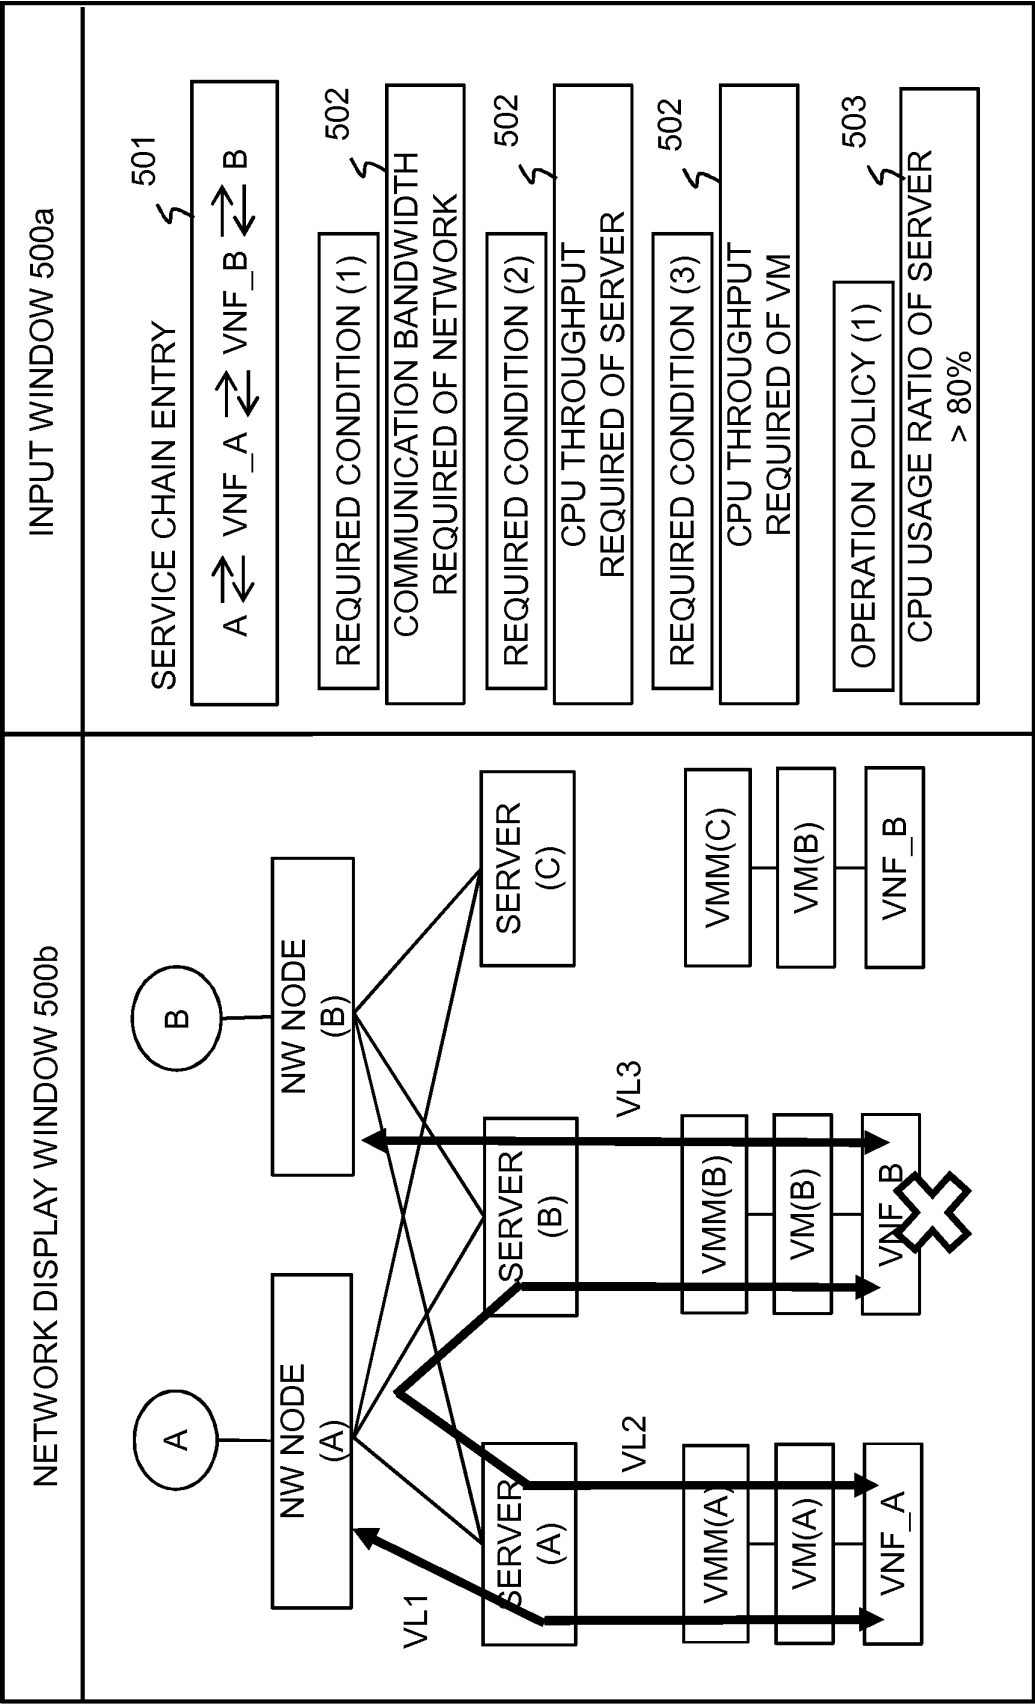 NETWORK DISPLAY WINDOW 500b
A
B
NW NODE
(A)
NW NODE
(B)
VL1
SERVER
(A)
SERVER
(B)
SERVER
(C)
VL2
VL3
VMM(A)
VMM(B)
VMM(C)
VM(A)
VM(B)
VM(B)
VNF_A
VNF_B
VNF_B
INPUT WINDOW 500a
SERVICE CHAIN ENTRY
501
A ⇄ VNF_A ⇄ VNF_B ⇄ B
REQUIRED CONDITION (1)
502
COMMUNICATION BANDWIDTH
REQUIRED OF NETWORK
REQUIRED CONDITION (2)
502
CPU THROUGHPUT
REQUIRED OF SERVER
REQUIRED CONDITION (3)
502
CPU THROUGHPUT
REQUIRED OF VM
OPERATION POLICY (1)
503
CPU USAGE RATIO OF SERVER
> 80%